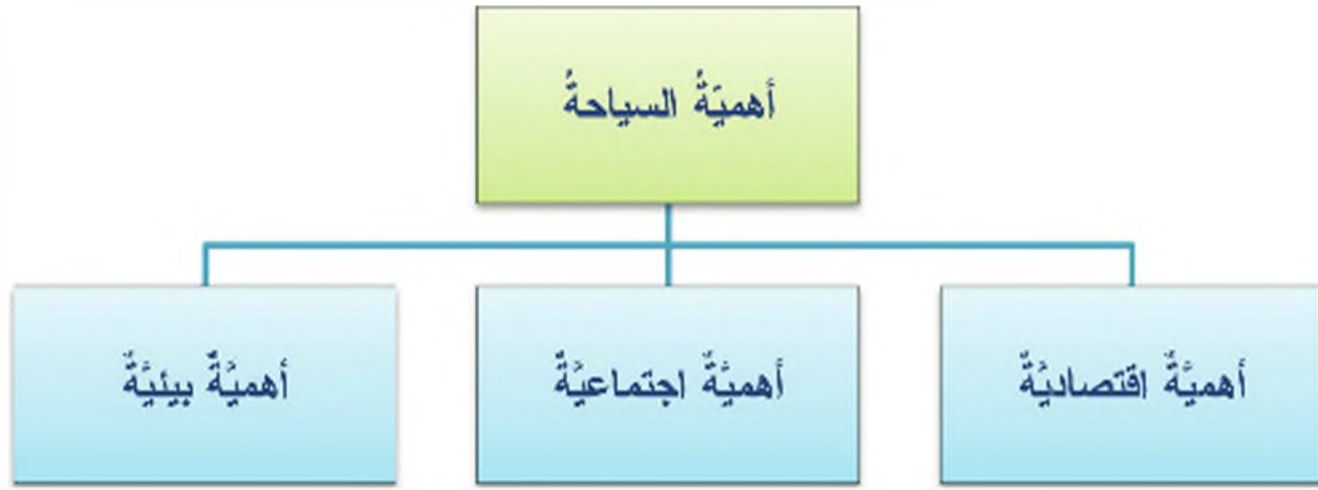 أهميّةُ السياحةُ
أهميَّةٌ اقتصاديَّةٌ
أهميَّةٌ اجتماعيَّةٌ
أهميَّةٌ بيئيَّةٌ